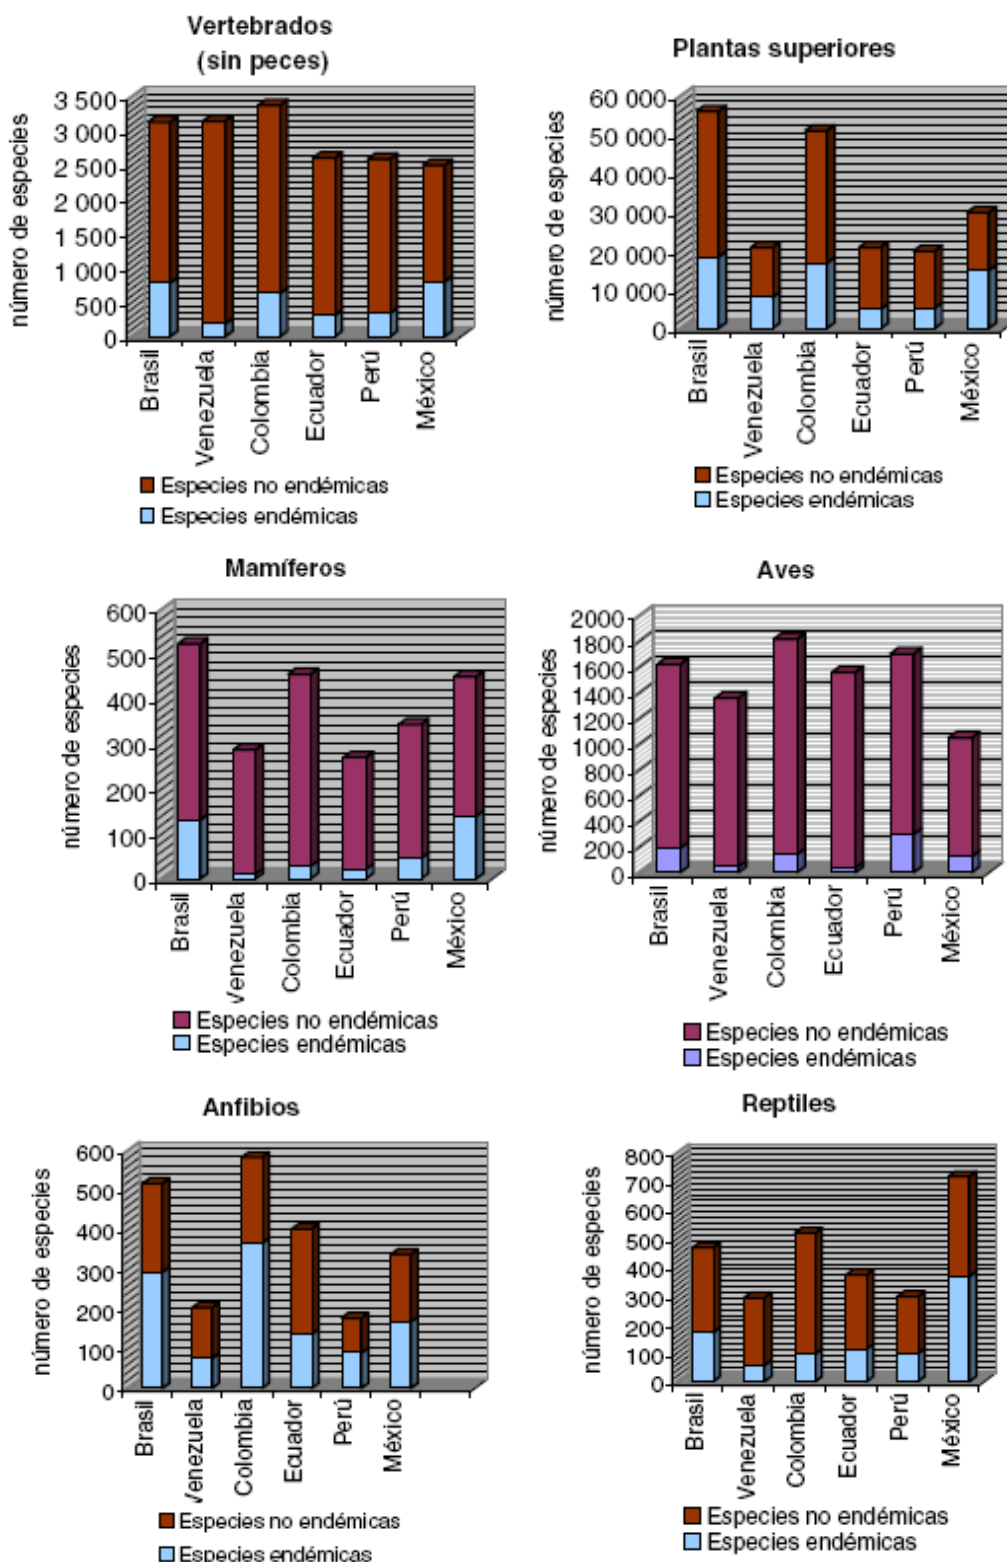 Vertebrados
(sin peces)
número de especies
3 500
3 000
2 500
2 000
1 500
1 000
500
0
Brasil
Venezuela
Colombia
Ecuador
Perú
México
Especies no endémicas
Especies endémicas
Plantas superiores
número de especies
60 000
50 000
40 000
30 000
20 000
10 000
0
Brasil
Venezuela
Colombia
Ecuador
Perú
México
Especies no endémicas
Especies endémicas
Mamíferos
número de especies
600
500
400
300
200
100
0
Brasil
Venezuela
Colombia
Ecuador
Perú
México
Especies no endémicas
Especies endémicas
Aves
número de especies
2000
1800
1600
1400
1200
1000
800
600
400
200
0
Brasil
Venezuela
Colombia
Ecuador
Perú
México
Especies no endémicas
Especies endémicas
Anfibios
número de especies
600
500
400
300
200
100
0
Brasil
Venezuela
Colombia
Ecuador
Perú
México
Especies no endémicas
Especies endémicas
Reptiles
número de especies
800
700
600
500
400
300
200
100
0
Brasil
Venezuela
Colombia
Ecuador
Perú
México
Especies no endémicas
Especies endémicas